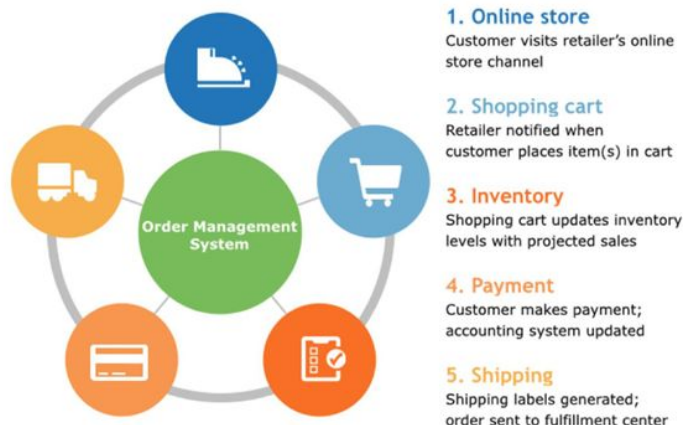 Order Management
System
1. Online store
Customer visits retailer's online
store channel
2. Shopping cart
Retailer notified when
customer places item(s) in cart
3. Inventory
Shopping cart updates inventory
levels with projected sales
4. Payment
Customer makes payment;
accounting system updated
5. Shipping
Shipping labels generated;
order sent to fulfillment center